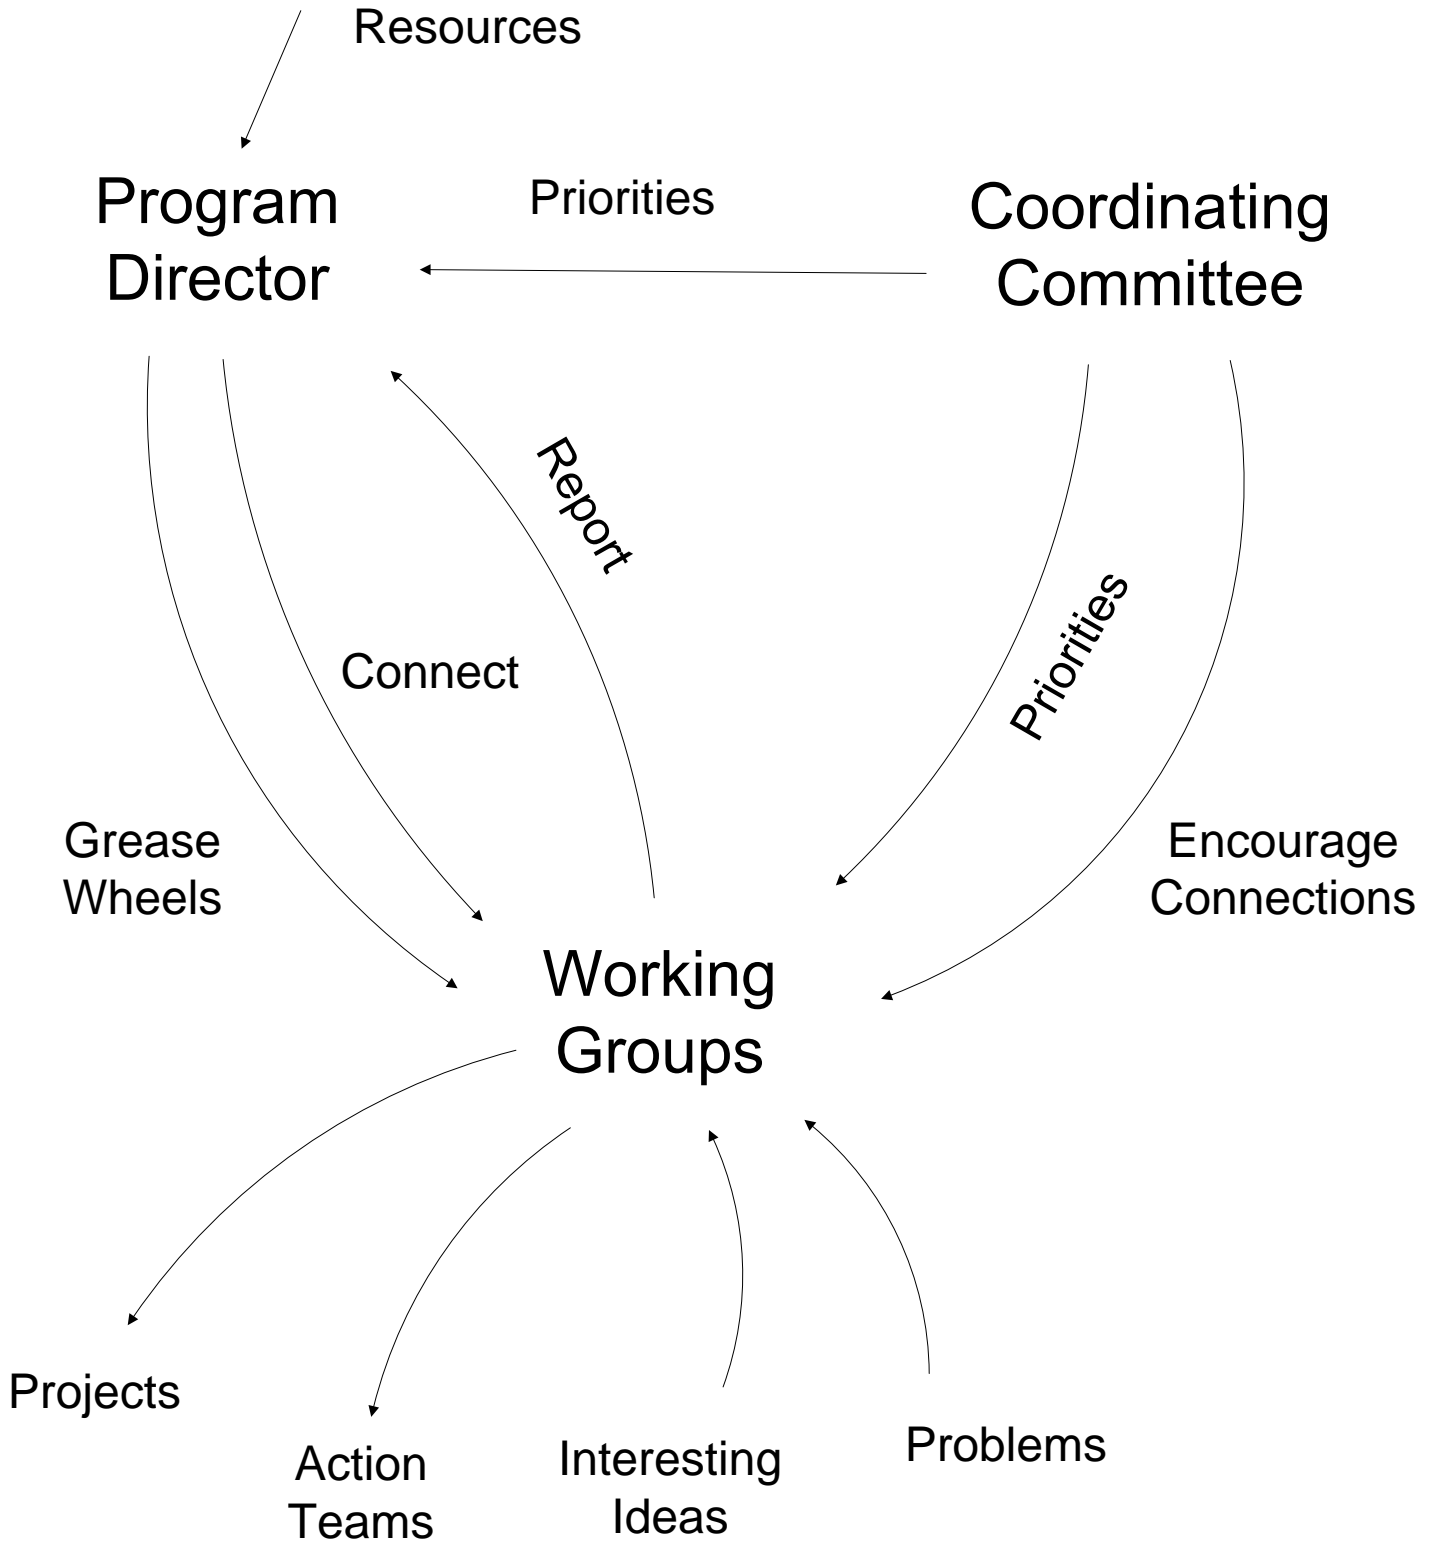 Resources
Program
Director
Priorities
Coordinating
Committee
Report
Connect
Priorities
Grease
Wheels
Encourage
Connections
Working
Groups
Projects
Action
Teams
Interesting
Ideas
Problems